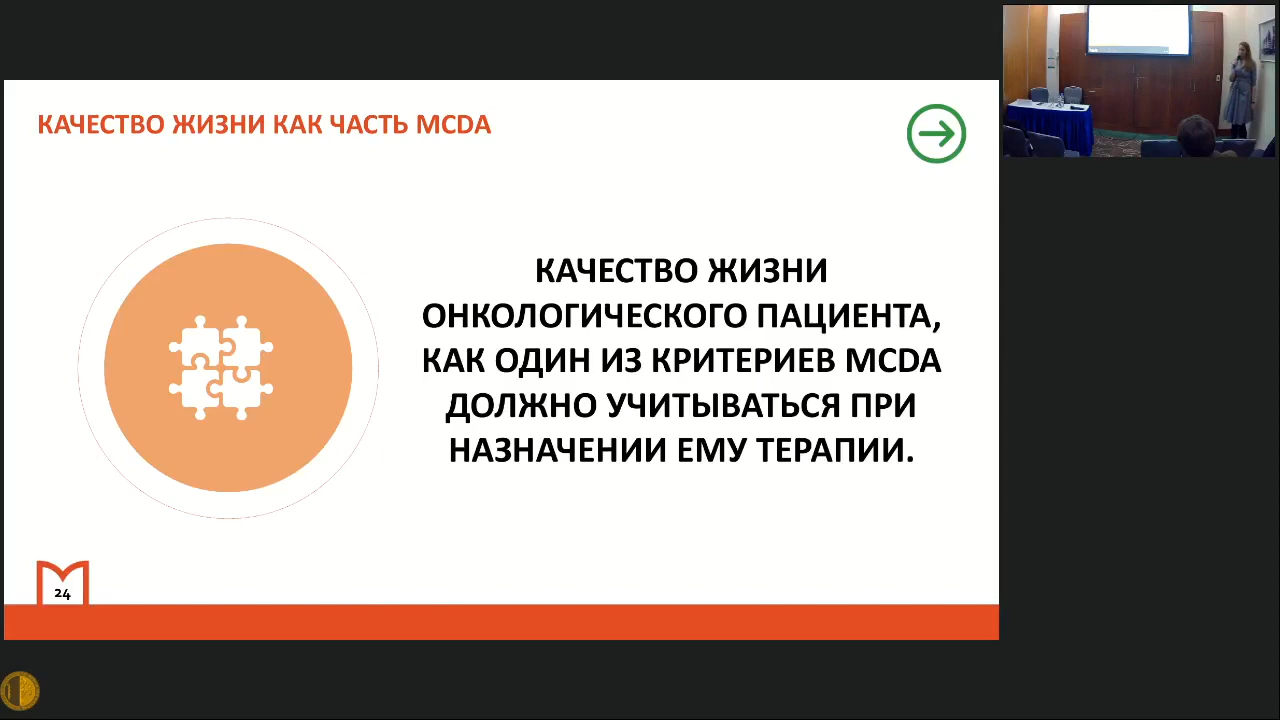 КАЧЕСТВО ЖИЗНИ КАК ЧАСТЬ MCDA
КАЧЕСТВО ЖИЗНИ
ОНКОЛОГИЧЕСКОГО ПАЦИЕНТА,
КАК ОДИН ИЗ КРИТЕРИЕВ MCDA
ДОЛЖНО УЧИТЫВАТЬСЯ ПРИ
НАЗНАЧЕНИИ ЕМУ ТЕРАПИИ.
24